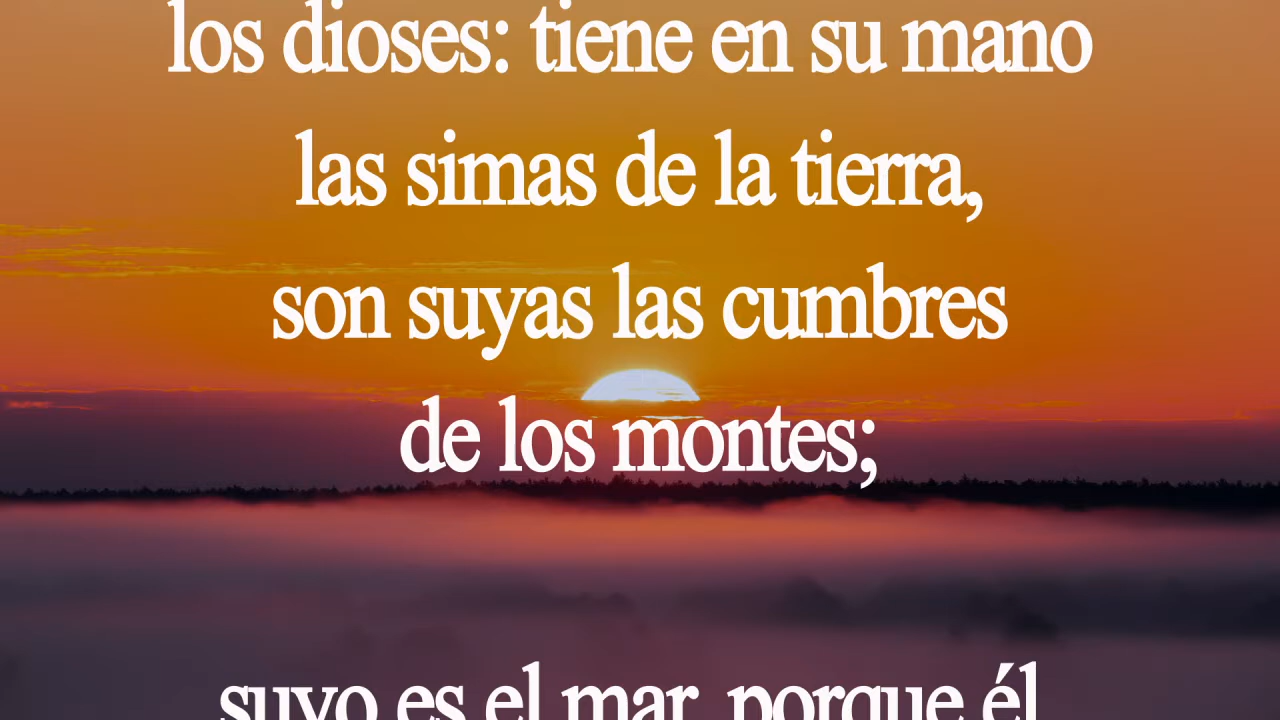 los dioses: tiene en su mano
las simas de la tierra,
son suyas las cumbres
de los montes;
suyo es el mar, porque él